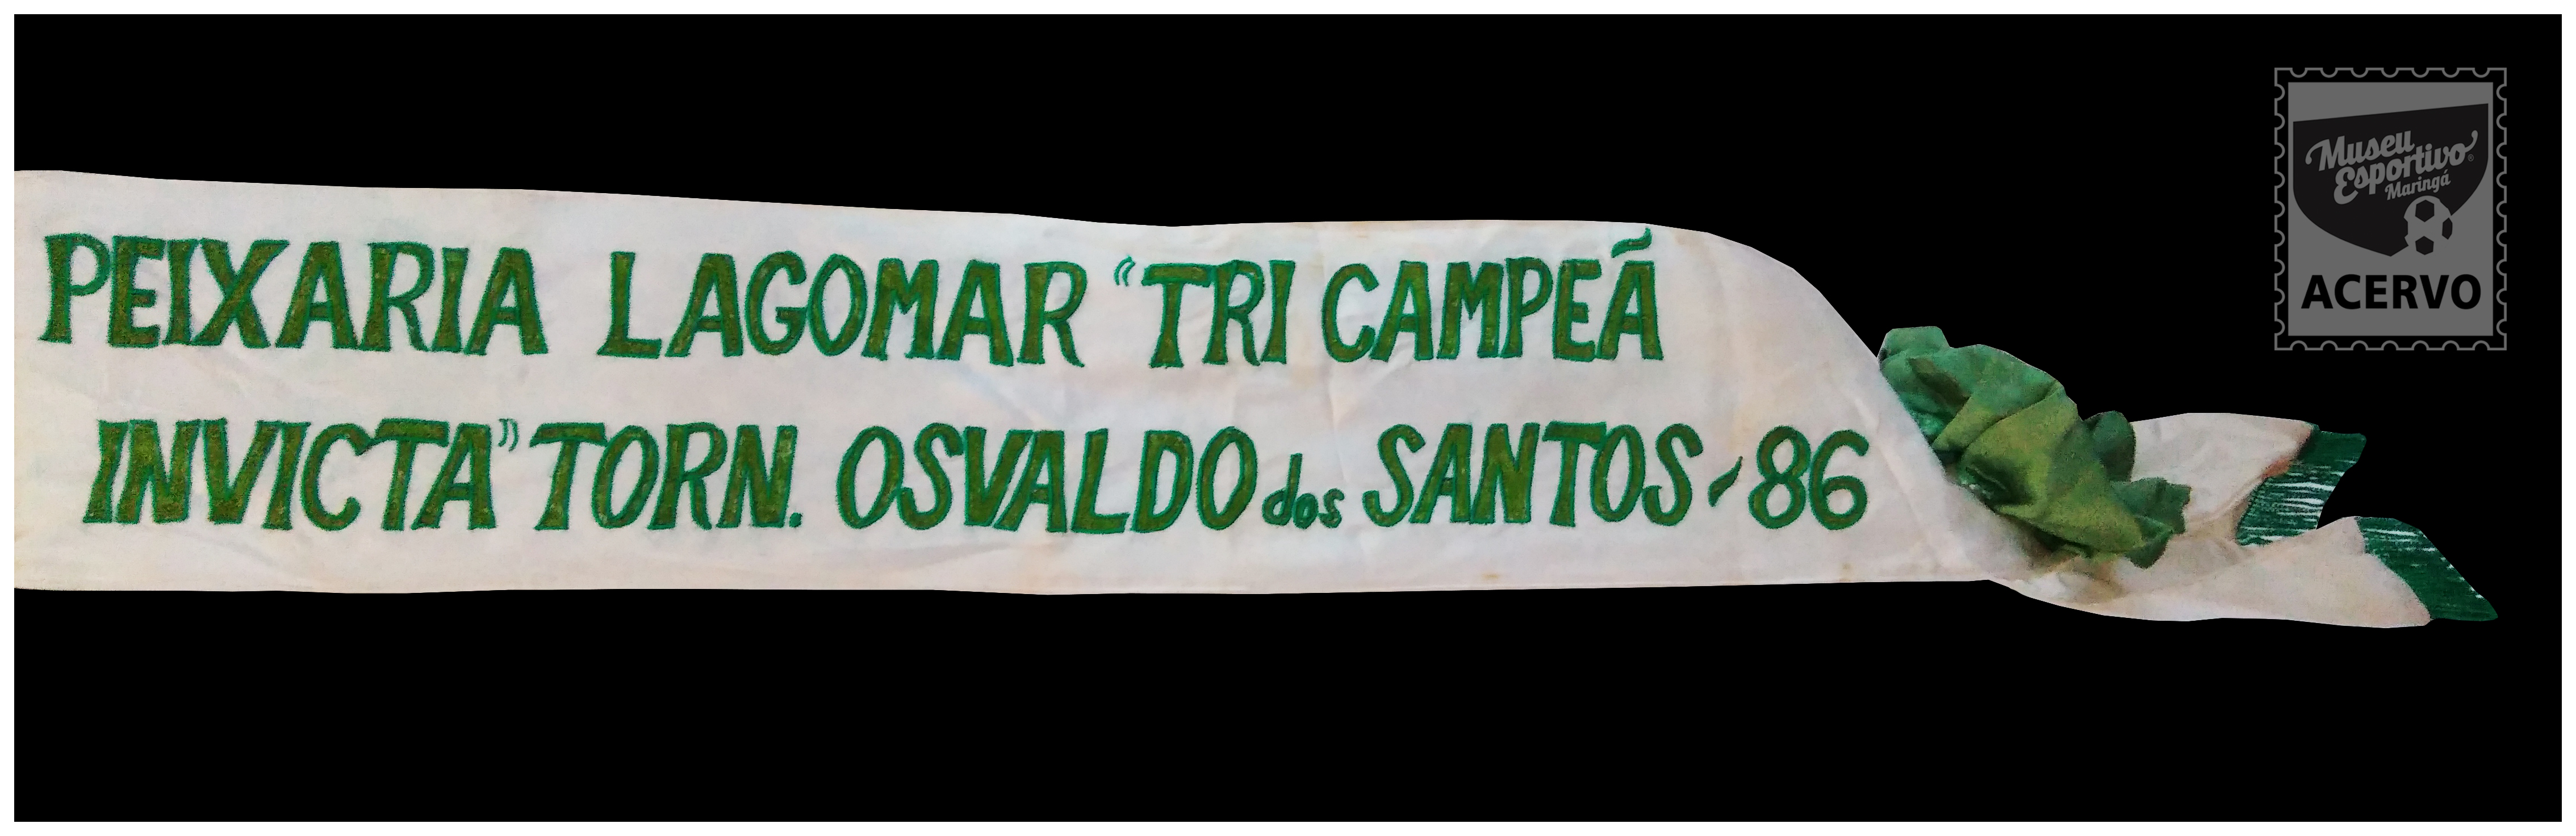 PEIXARIA LAGOMAR "TRI CAMPEÃ
INVICTA" TORN. OSVALDO dos SANTOS - 86
Museu
Esportivo
Maringá
ACERVO